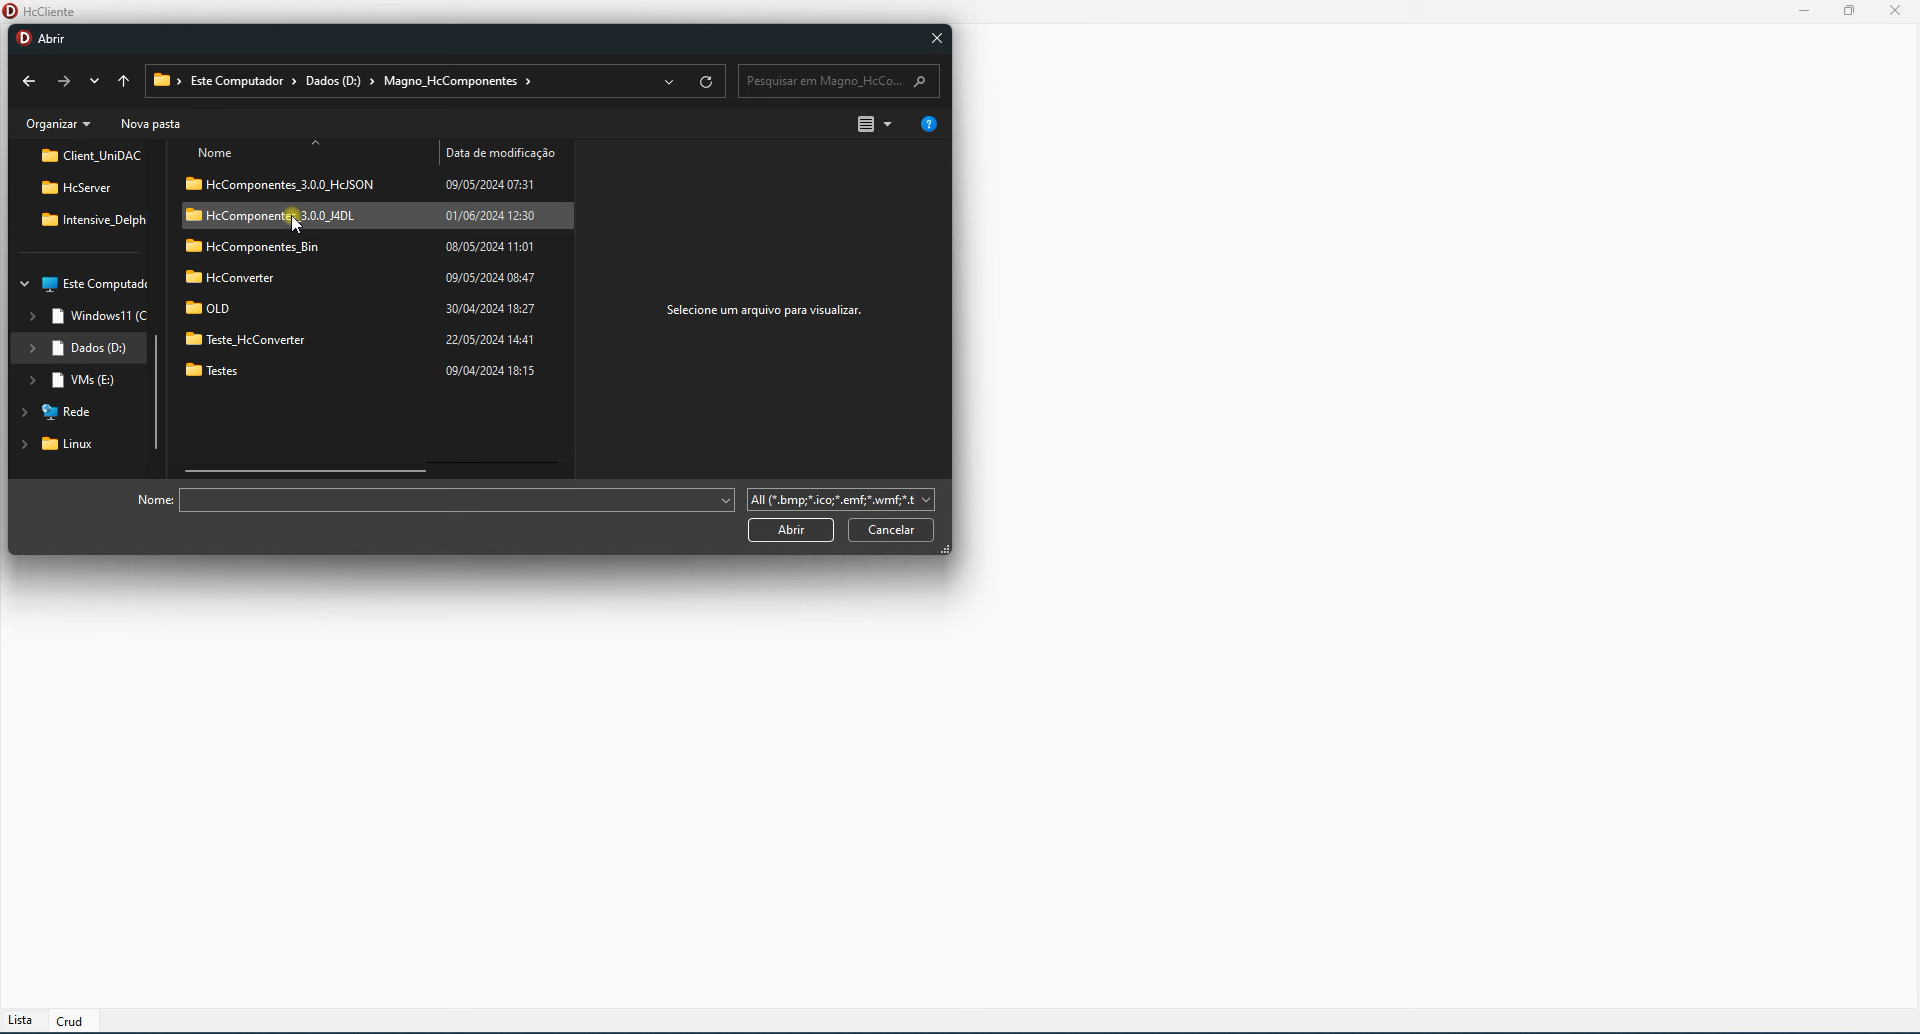 HcCliente
Abrir
Este Computador > Dados (D:) > Magno_HcComponentes >
Pesquisar em Magno_HcCo...
Organizar
Nova pasta
Client_UniDAC
HcServer
Intensive_Delph
Este Computado
Windows11 (C
Dados (D:)
VMs (E:)
Rede
Linux
Nome
Data de modificação
HcComponentes_3.0.0_HcJSON 09/05/2024 07:31
HcComponentes_3.0.0_J4DL 01/06/2024 12:30
HcComponentes_Bin 08/05/2024 11:01
HcConverter 09/05/2024 08:47
OLD 30/04/2024 18:27
Teste_HcConverter 22/05/2024 14:41
Testes 09/04/2024 18:15
Selecione um arquivo para visualizar.
Nome:
All (*.bmp;*.ico;*.emf;*.wmf;*.t
Abrir
Cancelar
Lista
Crud